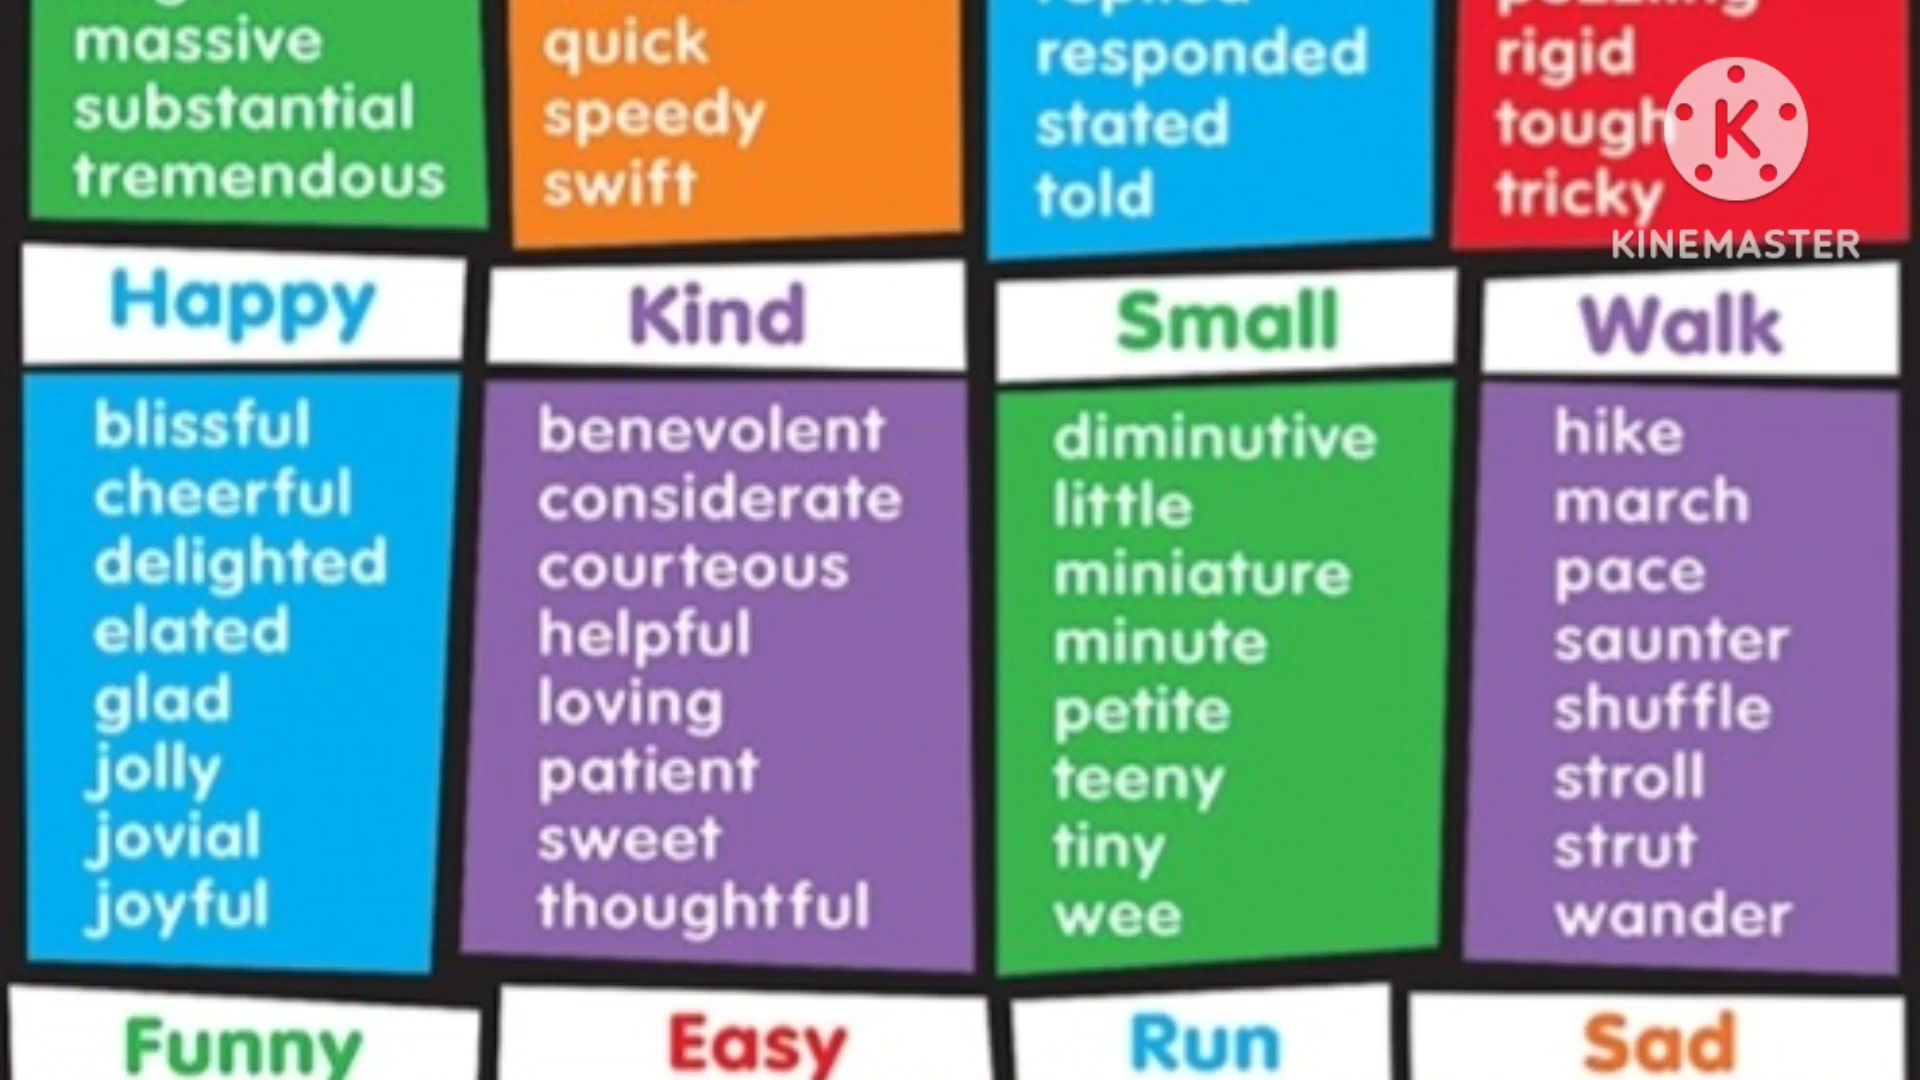 massive
substantial
tremendous
quick
speedy
swift
responded
stated
told
rigid
tough
tricky
K
KINEMASTER
Happy
blissful
cheerful
delighted
elated
glad
jolly
jovial
joyful
Kind
benevolent
considerate
courteous
helpful
loving
patient
sweet
thoughtful
Small
diminutive
little
miniature
minute
petite
teeny
tiny
wee
Walk
hike
march
pace
saunter
shuffle
stroll
strut
wander
Funny
Easy
Run
Sad